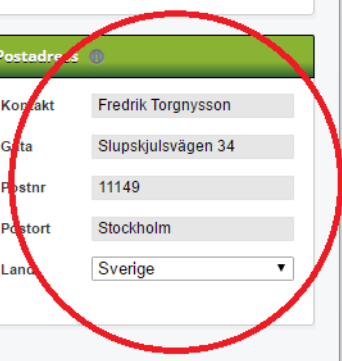 Postadress
Kontakt Fredrik Torgnysson
Gata Slupskjulsvägen 34
Postnr 11149
Postort Stockholm
Land Sverige